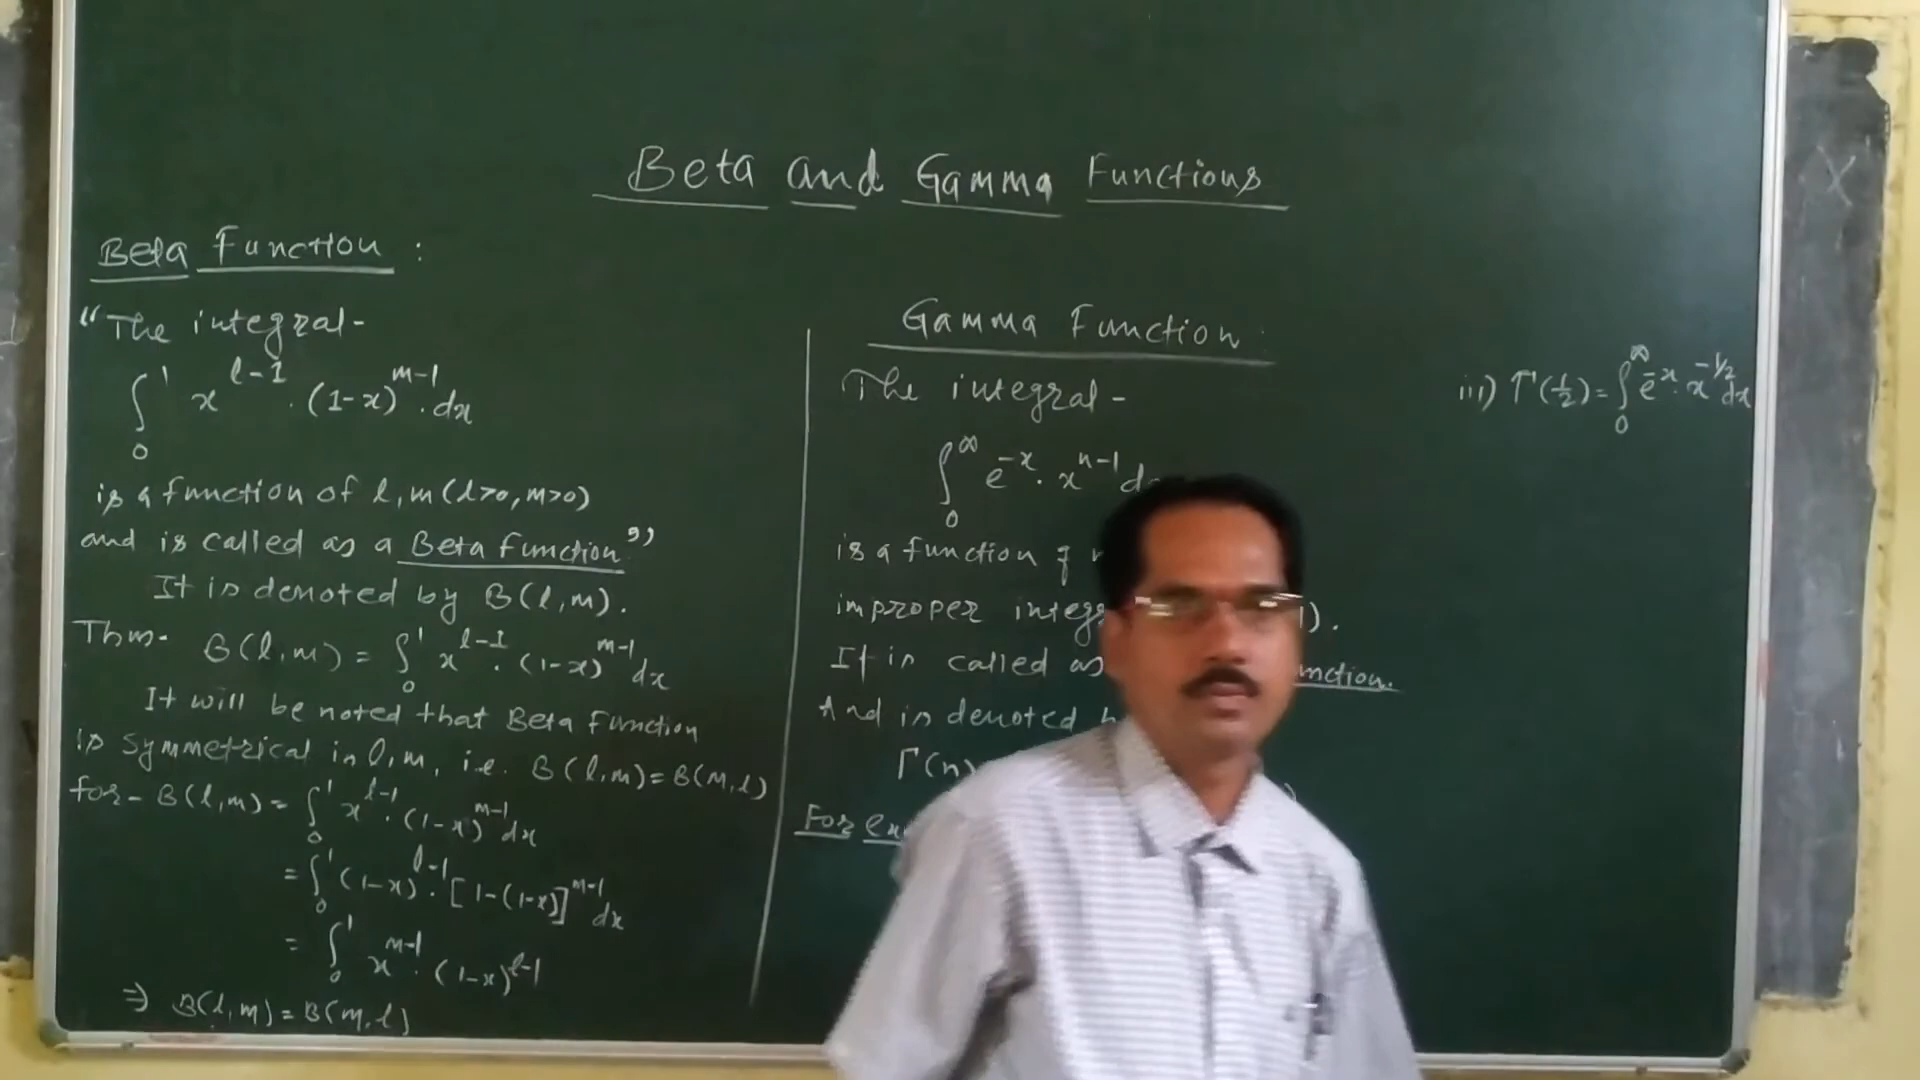 Beta and Gamma Functions
Beta Function :
"The integral-
∫₀¹ x^(l-1) . (1-x)^(m-1) . dx
is a function of l, m (l>0, m>0)
and is called as a Beta Function"
It is denoted by B(l, m).
Thus- B(l, m) = ∫₀¹ x^(l-1) . (1-x)^(m-1) dx
It will be noted that Beta Function
is symmetrical in l, m, i.e. B(l, m) = B(m, l)
for- B(l, m) = ∫₀¹ x^(l-1) . (1-x)^(m-1) dx
= ∫₀¹ (1-x)^(l-1) . [1-(1-x)]^(m-1) dx
= ∫₀¹ x^(m-1) . (1-x)^(l-1)
⇒ B(l, m) = B(m, l)
Gamma Function :
The integral-
∫₀^∞ e^(-x) . x^(n-1)
is a function of
improper
It is called as
And is denoted
Γ(n)
For
iii) Γ(1/2) = ∫₀^∞ e^(-x) . x^(-1/2) dx